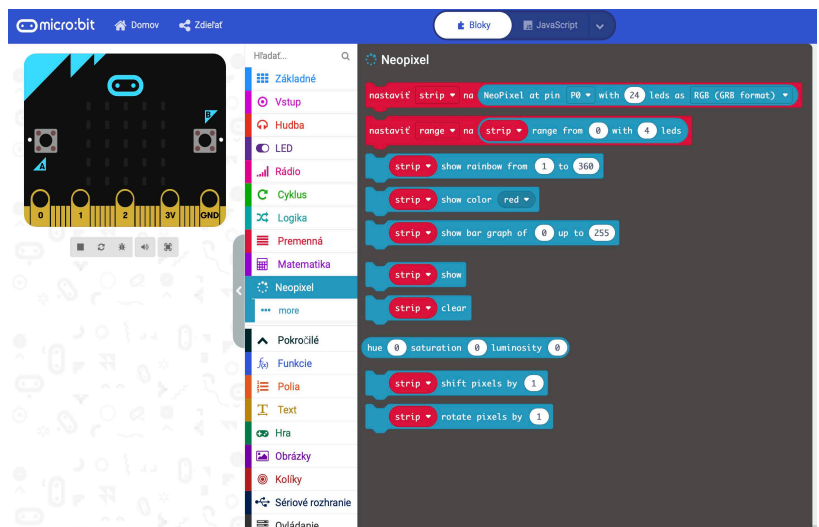 micro:bit Domov Zdieľať Bloky JavaScript
Hľadať...
Základné
Vstup
Hudba
LED
Rádio
Cyklus
Logika
Premenná
Matematika
Neopixel
more
Pokročilé
Funkcie
Polia
Text
Hra
Obrázky
Kolíky
Sériové rozhranie
Ovládanie
A
B
0 1 2 3V GND
Neopixel
nastaviť strip na NeoPixel at pin P0 with 24 leds as RGB (GRB format)
nastaviť range na strip range from 0 with 4 leds
strip show rainbow from 1 to 360
strip show color red
strip show bar graph of 0 up to 255
strip show
strip clear
hue 0 saturation 0 luminosity 0
strip shift pixels by 1
strip rotate pixels by 1